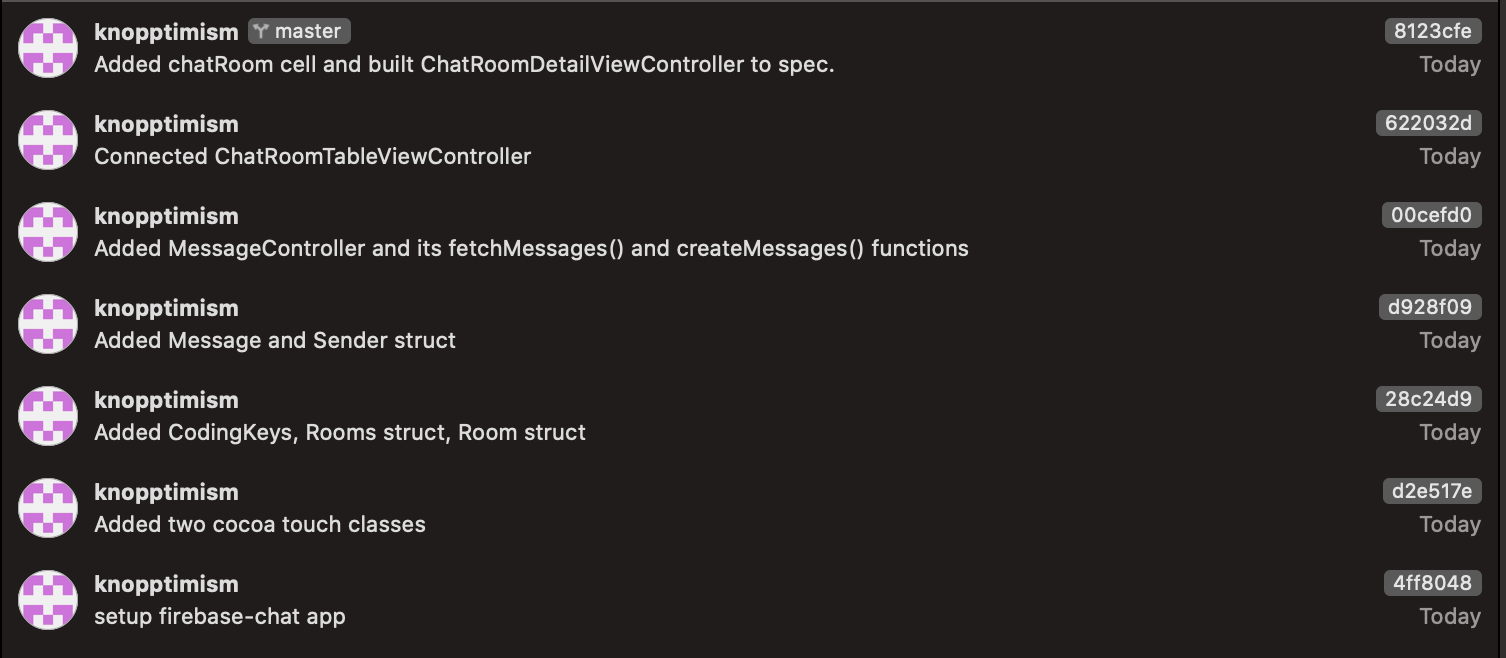 knopptimism master 8123cfe
Added chatRoom cell and built ChatRoomDetailViewController to spec. Today
knopptimism 622032d
Connected ChatRoomTableViewController Today
knopptimism 00cefd0
Added MessageController and its fetchMessages() and createMessages() functions Today
knopptimism d928f09
Added Message and Sender struct Today
knopptimism 28c24d9
Added CodingKeys, Rooms struct, Room struct Today
knopptimism d2e517e
Added two cocoa touch classes Today
knopptimism 4ff8048
setup firebase-chat app Today